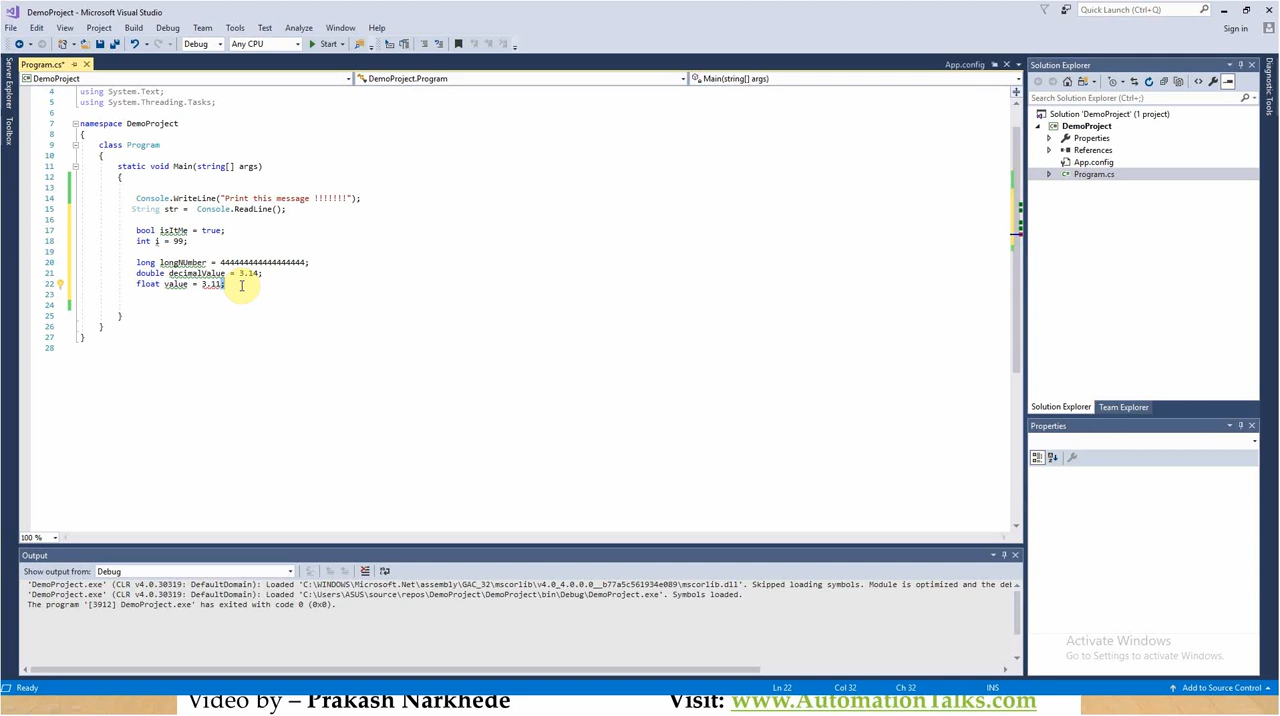 DemoProject - Microsoft Visual Studio
Quick Launch (Ctrl+Q)
File Edit View Project Build Debug Team Tools Test Analyze Window Help
Sign in
Debug Any CPU Start
Program.cs*
App.config
DemoProject
DemoProject.Program
Main(string[] args)
4 using System.Text;
5 using System.Threading.Tasks;
6
7 namespace DemoProject
8 {
9 class Program
10 {
11 static void Main(string[] args)
12 {
13
14 Console.WriteLine("Print this message !!!!!!!");
15 String str = Console.ReadLine();
16
17 bool isItMe = true;
18 int i = 99;
19
20 long longNUmber = 444444444444444444;
21 double decimalValue = 3.14;
22 float value = 3.11;
23
24
25 }
26 }
27 }
28
100 %
Server Explorer
Toolbox
Diagnostic Tools
Solution Explorer
Search Solution Explorer (Ctrl+;)
Solution 'DemoProject' (1 project)
DemoProject
Properties
References
App.config
Program.cs
Solution Explorer Team Explorer
Properties
Output
Show output from: Debug
'DemoProject.exe' (CLR v4.0.30319: DefaultDomain): Loaded 'C:\WINDOWS\Microsoft.Net\assembly\GAC_32\mscorlib\v4.0_4.0.0.0__b77a5c561934e089\mscorlib.dll'. Skipped loading symbols. Module is optimized and the deb
'DemoProject.exe' (CLR v4.0.30319: DefaultDomain): Loaded 'C:\Users\ASUS\source\repos\DemoProject\DemoProject\bin\Debug\DemoProject.exe'. Symbols loaded.
The program '[3912] DemoProject.exe' has exited with code 0 (0x0).
Activate Windows
Go to Settings to activate Windows.
Ready
Ln 22 Col 32 Ch 32 INS
Add to Source Control
Video by – Prakash Narkhede
Visit: www.AutomationTalks.com